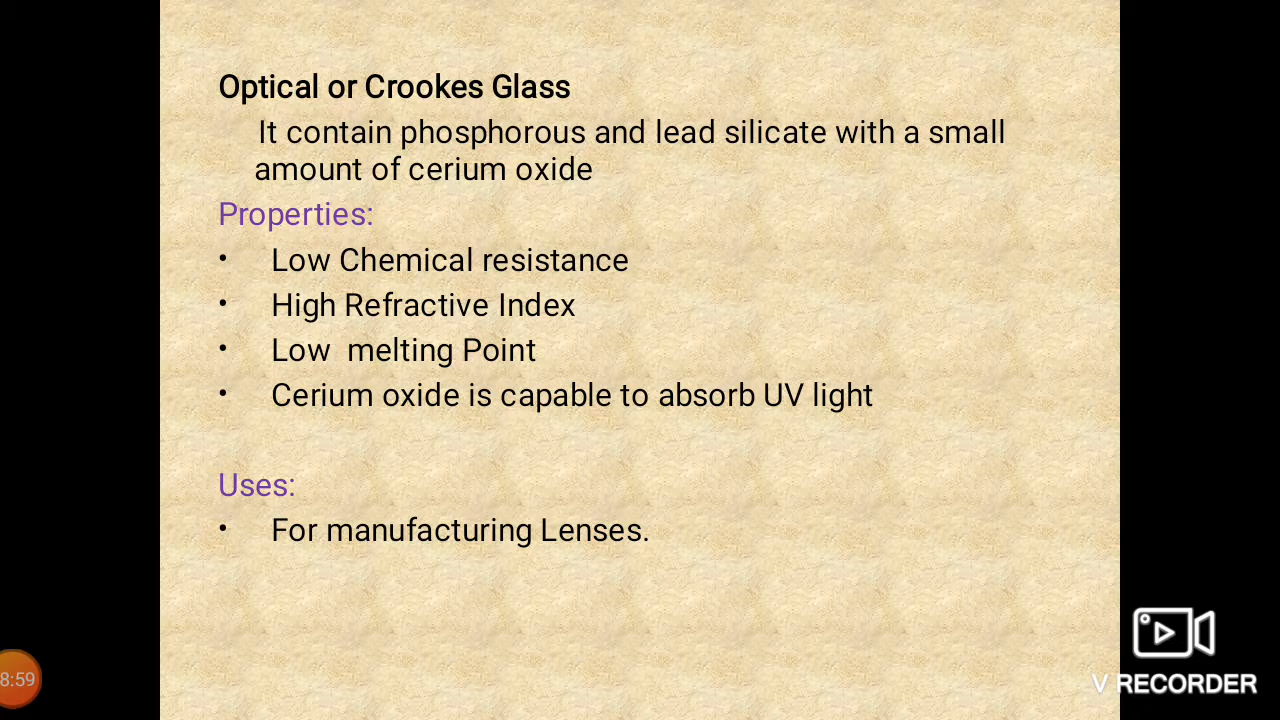 Optical or Crookes Glass
It contain phosphorous and lead silicate with a small
amount of cerium oxide
Properties:
• Low Chemical resistance
• High Refractive Index
• Low  melting Point
• Cerium oxide is capable to absorb UV light
Uses:
• For manufacturing Lenses.
8:59
V RECORDER